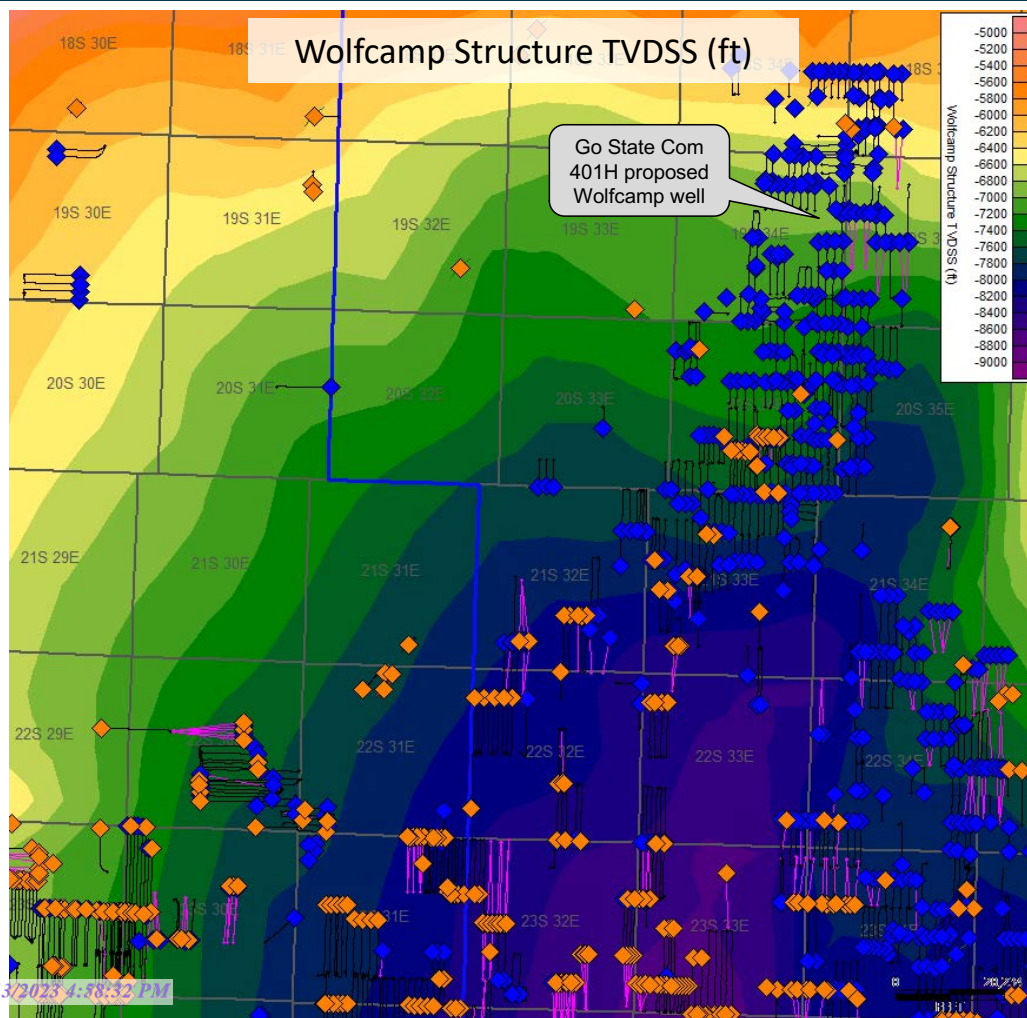 Wolfcamp Structure TVDSS (ft)
18S 30E
18S 31E
Go State Com
401H proposed
Wolfcamp well
19S 30E
19S 31E
19S 32E
19S 33E
19S 34E
20S 30E
20S 31E
20S 32E
20S 33E
20S 35E
21S 29E
21S 30E
21S 31E
21S 32E
21S 33E
21S 34E
22S 29E
22S 31E
22S 32E
22S 33E
22S 34E
23S 30E
23S 32E
23S 33E
Wolfcamp Structure TVDSS (ft)
-5000
-5200
-5400
-5600
-5800
-6000
-6200
-6400
-6600
-6800
-7000
-7200
-7400
-7600
-7800
-8000
-8200
-8400
-8600
-8800
-9000
3/2023 4:58:32 PM
0